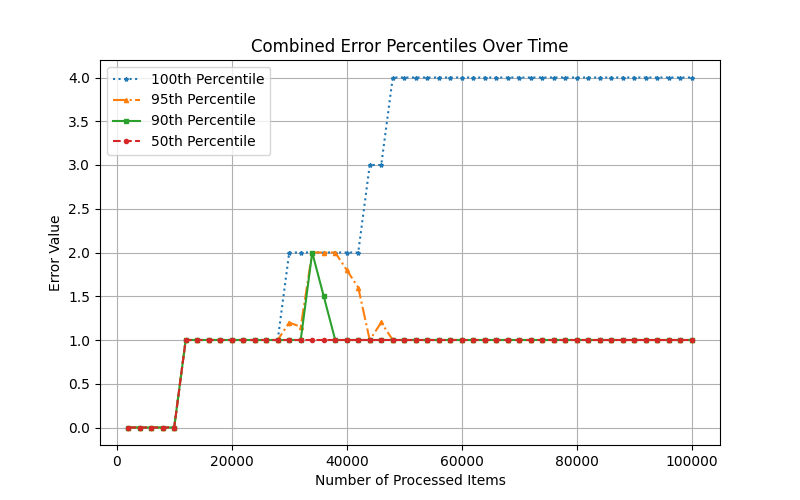 Combined Error Percentiles Over Time
100th Percentile
95th Percentile
90th Percentile
50th Percentile
Error Value
4.0
3.5
3.0
2.5
2.0
1.5
1.0
0.5
0.0
0 20000 40000 60000 80000 100000
Number of Processed Items